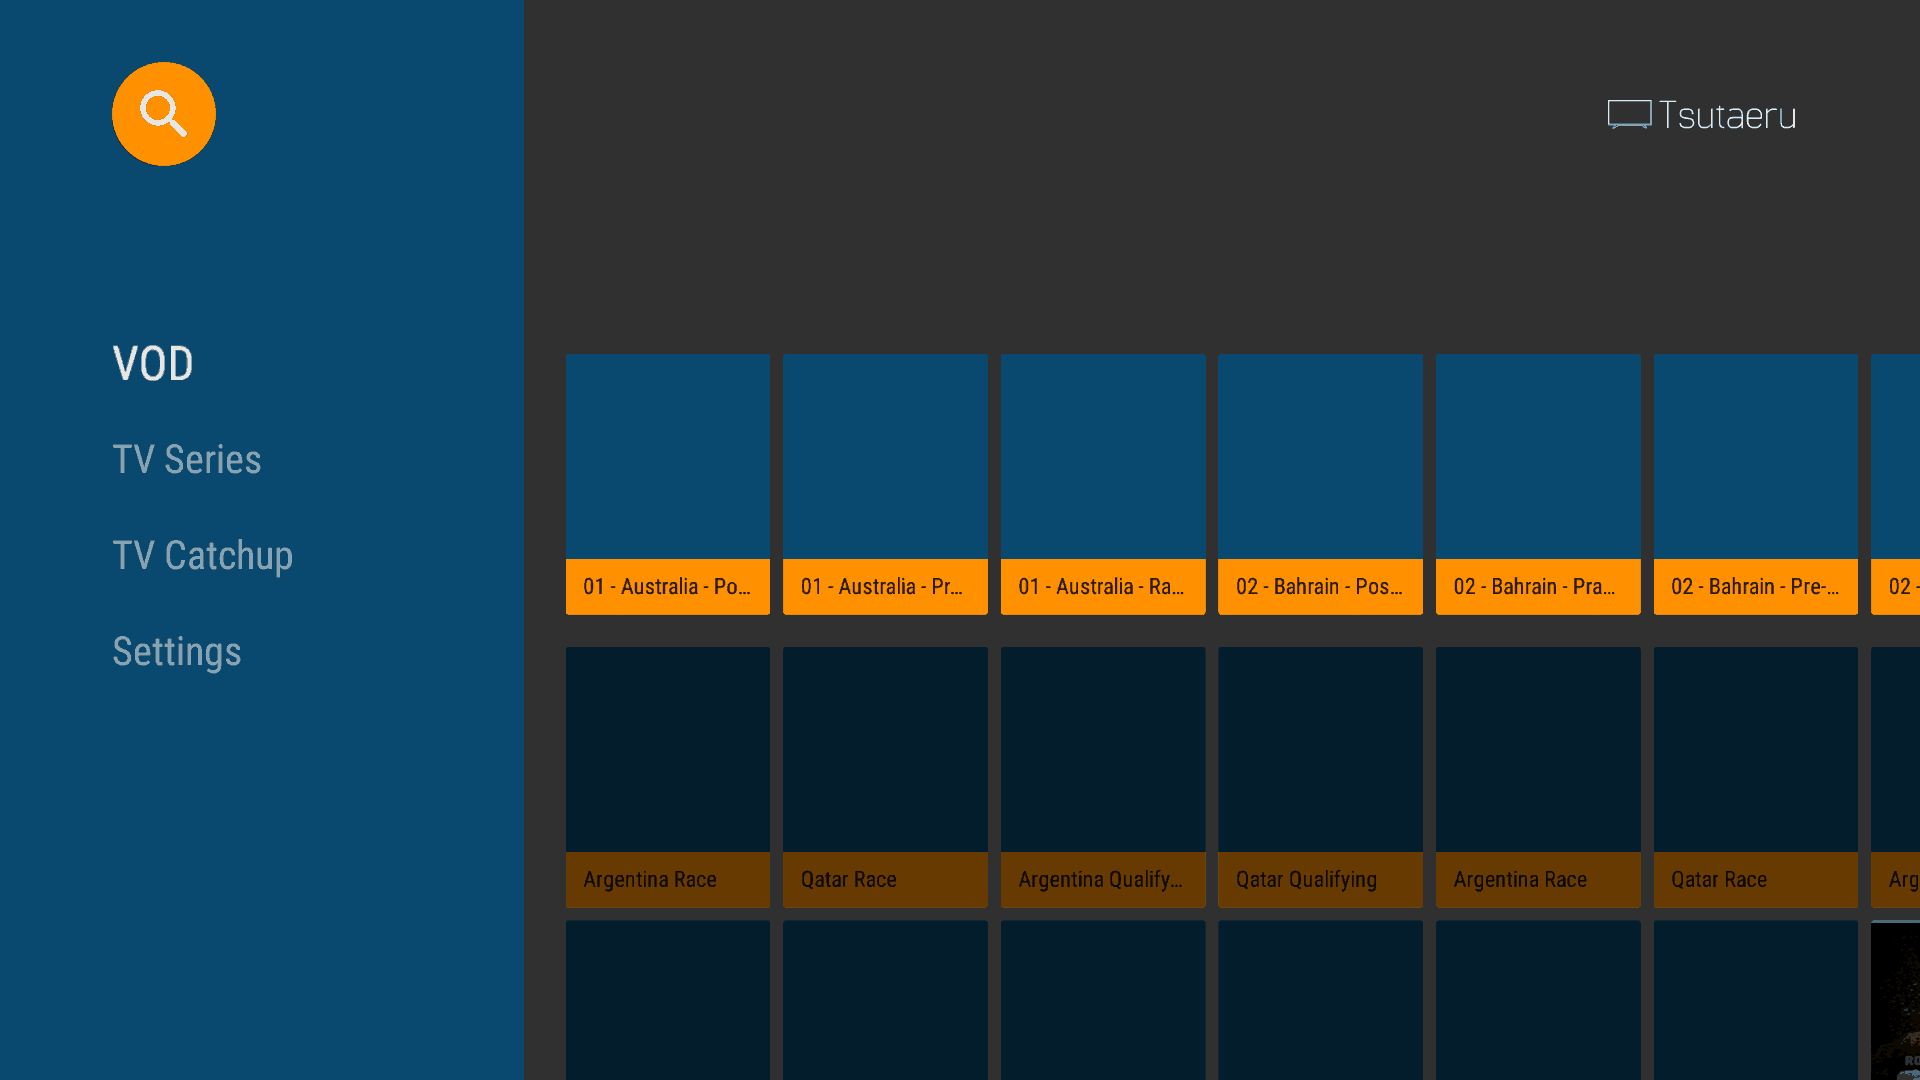 Tsutaeru
VOD
TV Series
TV Catchup
Settings
01 - Australia - Po...
01 - Australia - Pr...
01 - Australia - Ra...
02 - Bahrain - Pos...
02 - Bahrain - Pra...
02 - Bahrain - Pre-...
02 -
Argentina Race
Qatar Race
Argentina Qualify...
Qatar Qualifying
Argentina Race
Qatar Race
Arg
RO